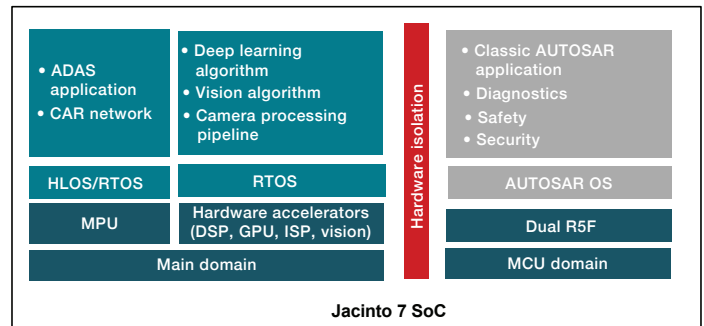 • ADAS
application
• CAR network
• Deep learning
algorithm
• Vision algorithm
• Camera processing
pipeline
Hardware isolation
• Classic AUTOSAR
application
• Diagnostics
• Safety
• Security
HLOS/RTOS
RTOS
AUTOSAR OS
MPU
Hardware accelerators
(DSP, GPU, ISP, vision)
Dual R5F
Main domain
MCU domain
Jacinto 7 SoC